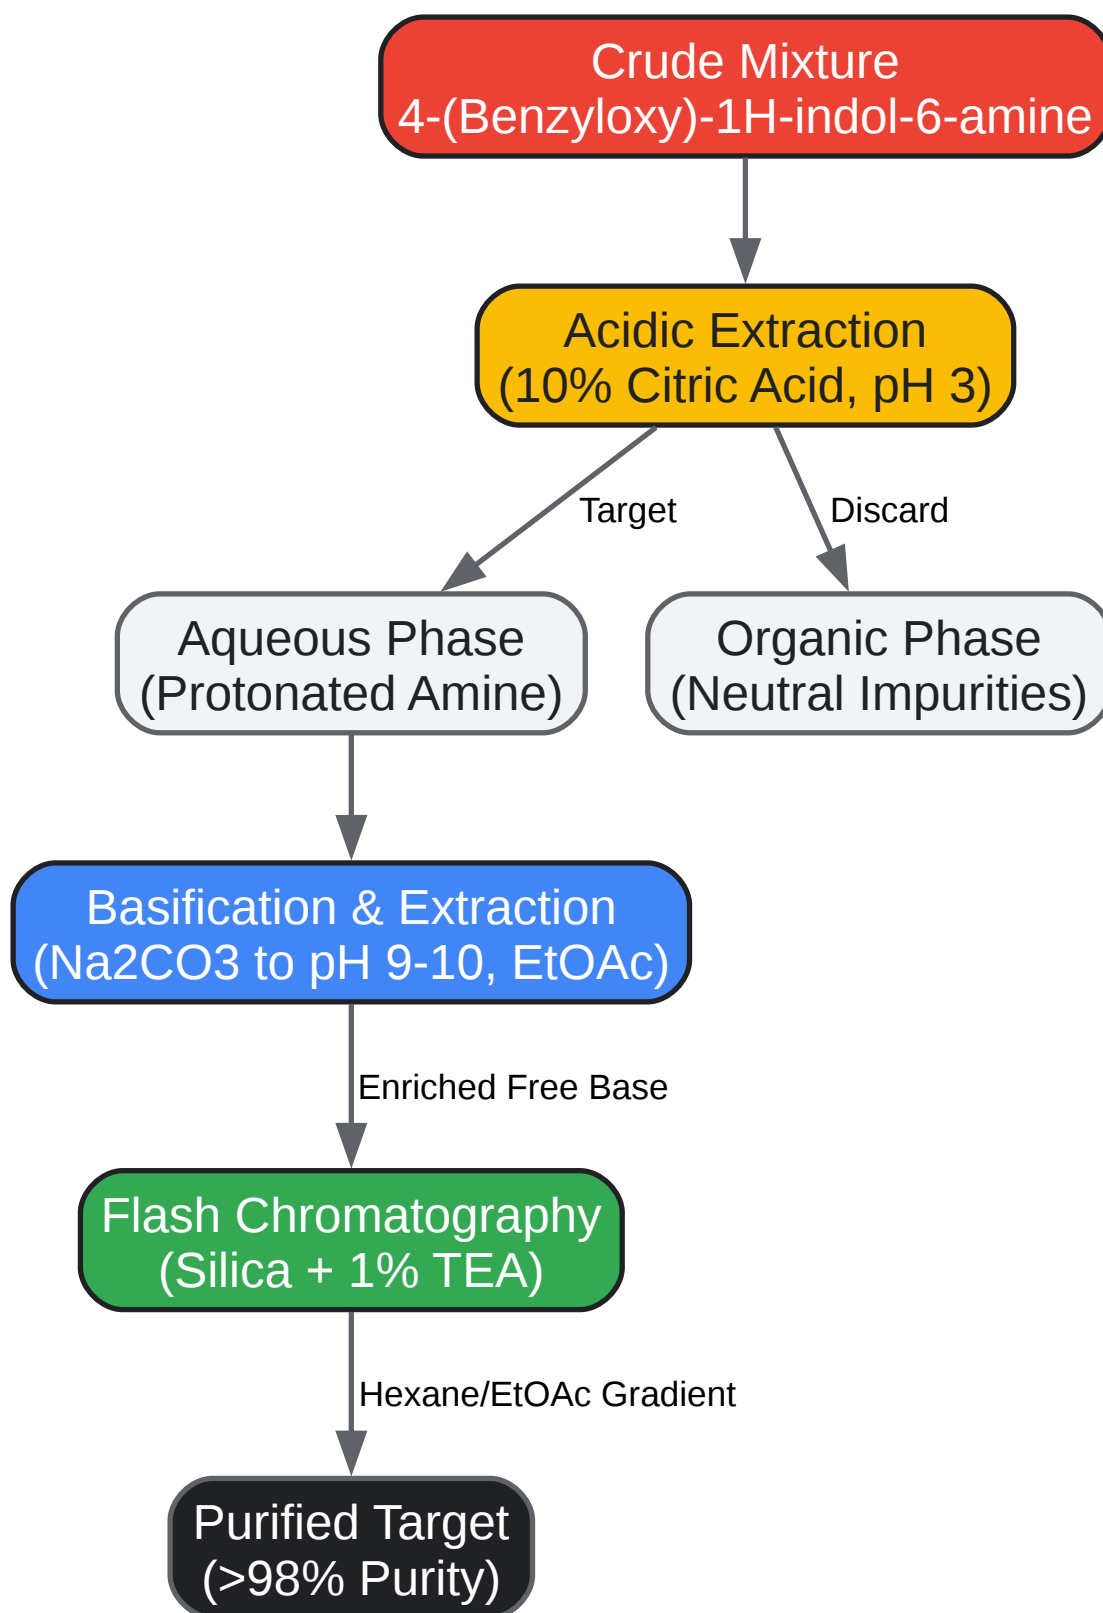 Crude Mixture
4-(Benzyloxy)-1H-indol-6-amine
Acidic Extraction
(10% Citric Acid, pH 3)
Target
Discard
Aqueous Phase
(Protonated Amine)
Organic Phase
(Neutral Impurities)
Basification & Extraction
(Na2CO3 to pH 9-10, EtOAc)
Enriched Free Base
Flash Chromatography
(Silica + 1% TEA)
Hexane/EtOAc Gradient
Purified Target
(>98% Purity)